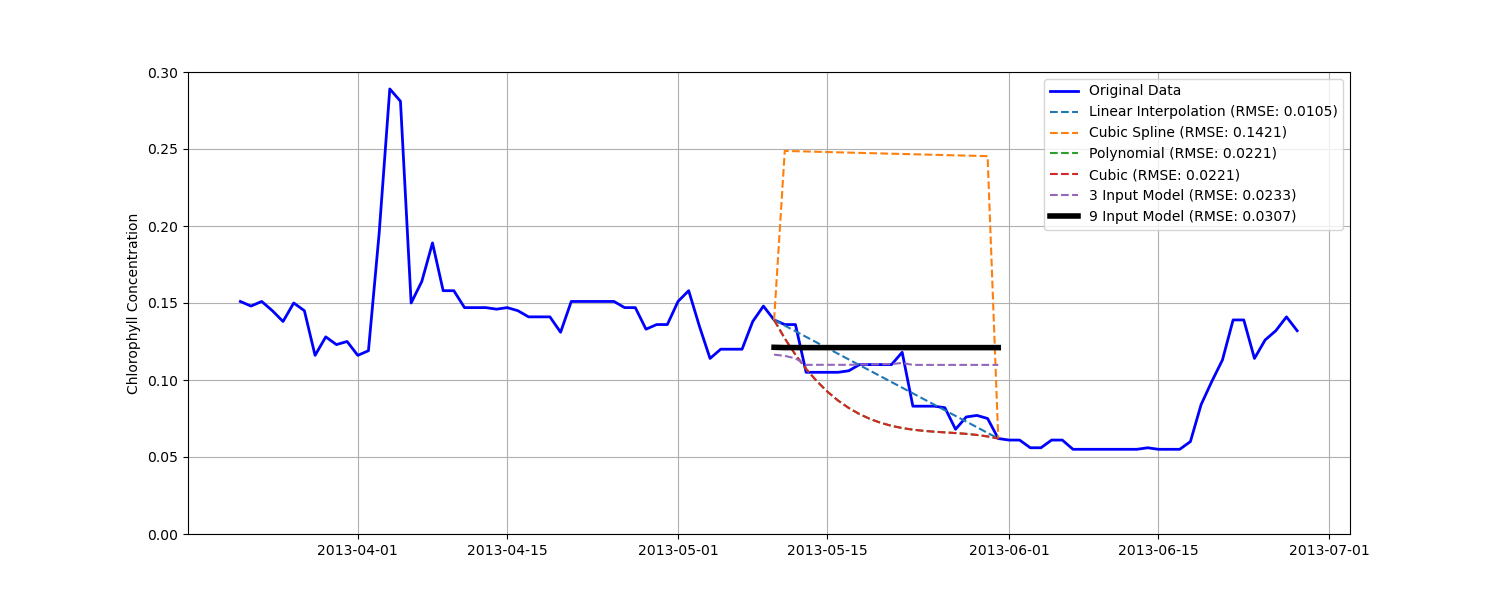 0.30
0.25
0.20
0.15
0.10
0.05
0.00
Chlorophyll Concentration
2013-04-01
2013-04-15
2013-05-01
2013-05-15
2013-06-01
2013-06-15
2013-07-01
Original Data
Linear Interpolation (RMSE: 0.0105)
Cubic Spline (RMSE: 0.1421)
Polynomial (RMSE: 0.0221)
Cubic (RMSE: 0.0221)
3 Input Model (RMSE: 0.0233)
9 Input Model (RMSE: 0.0307)